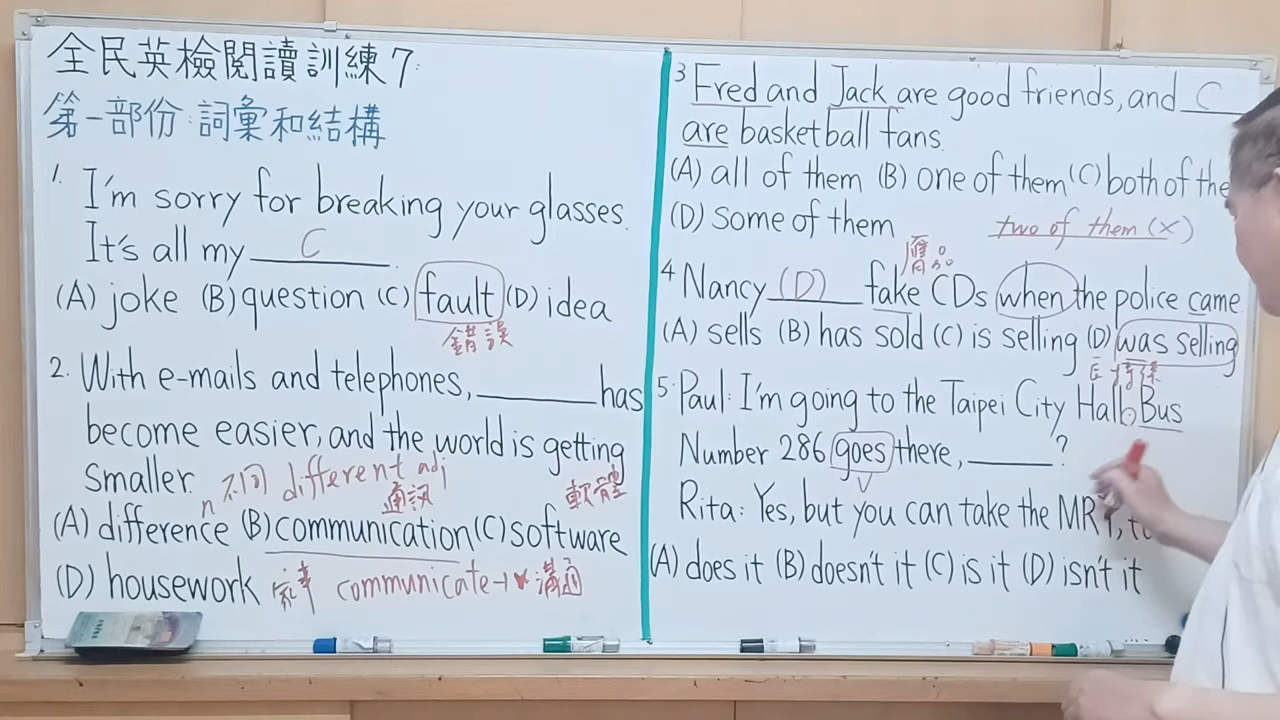 全民英檢閱讀訓練7:
第一部份:詞彙和結構
1. I'm sorry for breaking your glasses.
It's all my C.
(A) joke (B) question (C) fault (D) idea
錯誤
2. With e-mails and telephones, ______ has
become easier, and the world is getting
smaller.
n 不同 different adj 通訊 軟體
(A) difference (B) communication (C) software
(D) housework 家事 communicate→v 溝通
3 Fred and Jack are good friends, and C
are basketball fans.
(A) all of them (B) one of them (C) both of the
(D) some of them two of them (x)
4 Nancy (D) fake CDs when the police came.
(A) sells (B) has sold (C) is selling (D) was selling
5. Paul: I'm going to the Taipei City Hall. Bus
Number 286 goes there, ______?
V
Rita: Yes, but you can take the MRT,
(A) does it (B) doesn't it (C) is it (D) isn't it